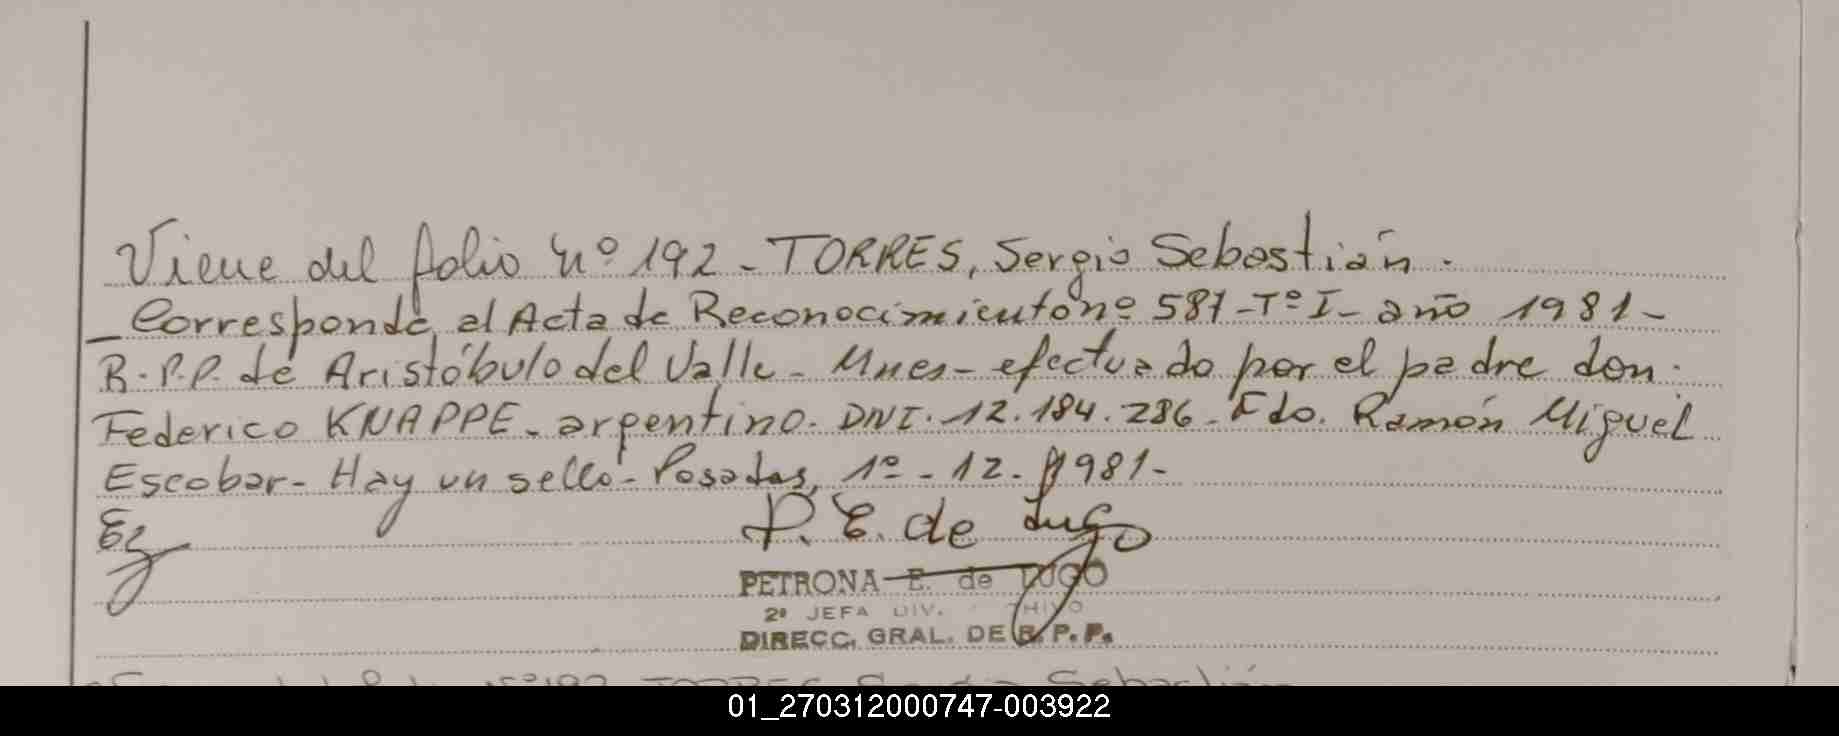 Viene del folio nº 192 - TORRES, Sergio Sebastián.
- Corresponde al Acta de Reconocimiento nº 587 - Tº I - año 1981 -
R.P.P. de Aristóbulo del Valle - Mnes - efectuado por el padre don
Federico KNAPPE - argentino. DNI. 12.184.286 - Fdo. Ramón Miguel
Escobar - Hay un sello - Posadas, 1º - 12 - 1981 -
P. E. de Lugo
PETRONA E. de LUGO
2º JEFA DIV.
DIRECC. GRAL. DE R. P. P.
TORRES, Sergio Sebastián
01_270312000747-003922